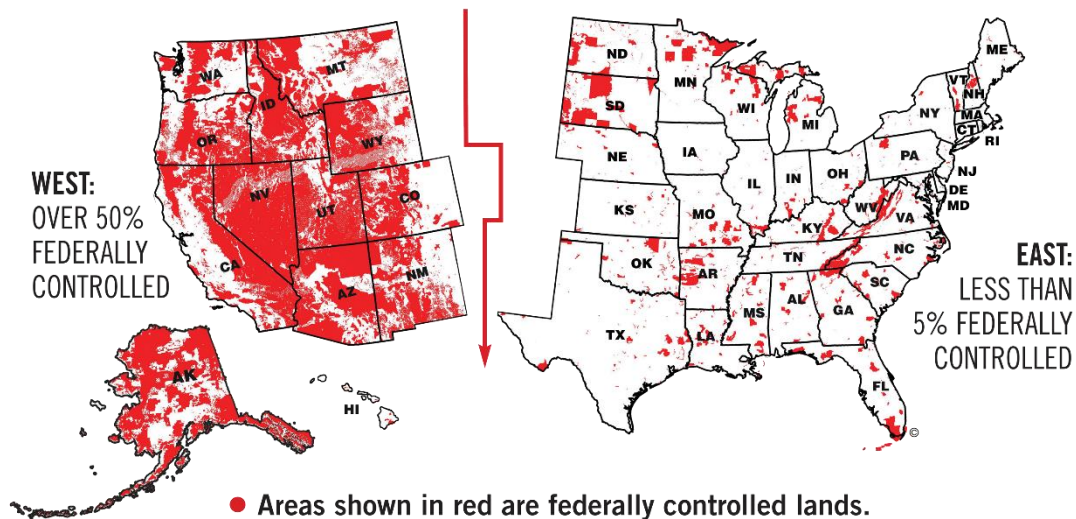 WEST:
OVER 50%
FEDERALLY
CONTROLLED
WA
MT
ID
OR
WY
NV
UT
CO
CA
AZ
NM
AK
HI
ND
MN
SD
WI
MI
NE
IA
IL
IN
OH
PA
NY
VT
NH
ME
MA
CT
RI
NJ
DE
MD
KS
MO
KY
WV
VA
OK
AR
TN
NC
SC
TX
LA
MS
AL
GA
FL
©
EAST:
LESS THAN
5% FEDERALLY
CONTROLLED
Areas shown in red are federally controlled lands.